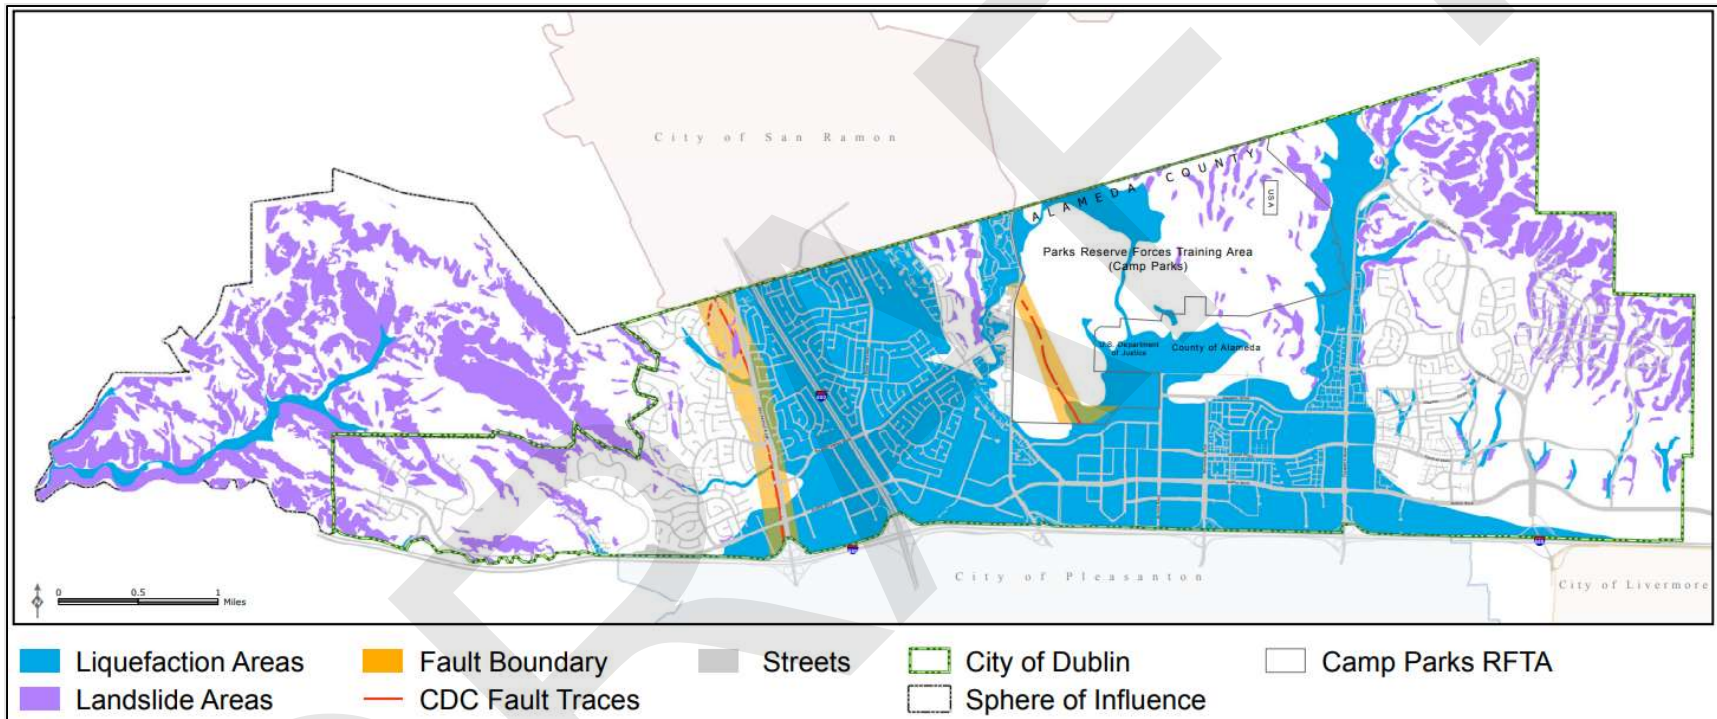 City of San Ramon
ALAMEDA COUNTY
USA
Parks Reserve Forces Training Area
(Camp Parks)
U.S. Department
of Justice
County of Alameda
City of Pleasanton
City of Livermore
0 0.5 1
Miles
N
DRAFT
Liquefaction Areas
Fault Boundary
Streets
City of Dublin
Camp Parks RFTA
Landslide Areas
CDC Fault Traces
Sphere of Influence